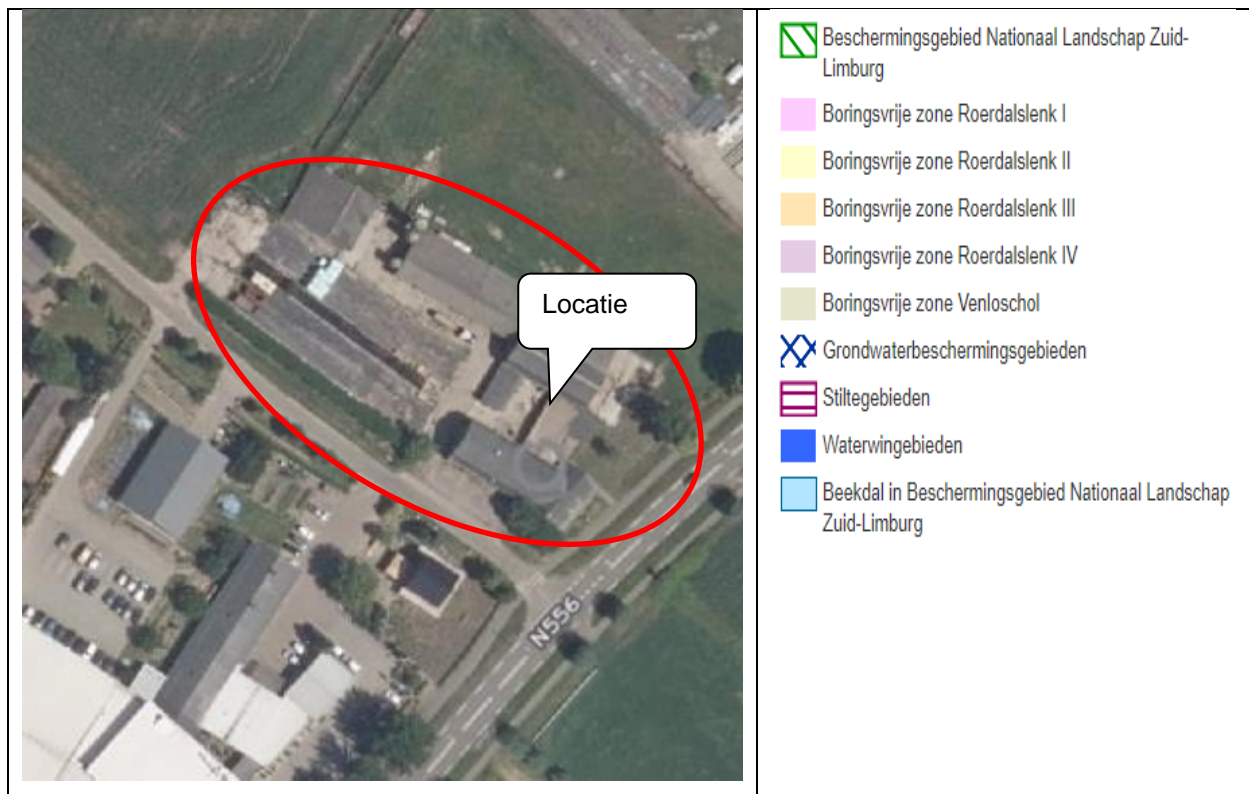 Locatie
N556
Beschermingsgebied Nationaal Landschap Zuid-
Limburg
Boringsvrije zone Roerdalslenk I
Boringsvrije zone Roerdalslenk II
Boringsvrije zone Roerdalslenk III
Boringsvrije zone Roerdalslenk IV
Boringsvrije zone Venloschol
Grondwaterbeschermingsgebieden
Stiltegebieden
Waterwingebieden
Beekdal in Beschermingsgebied Nationaal Landschap
Zuid-Limburg